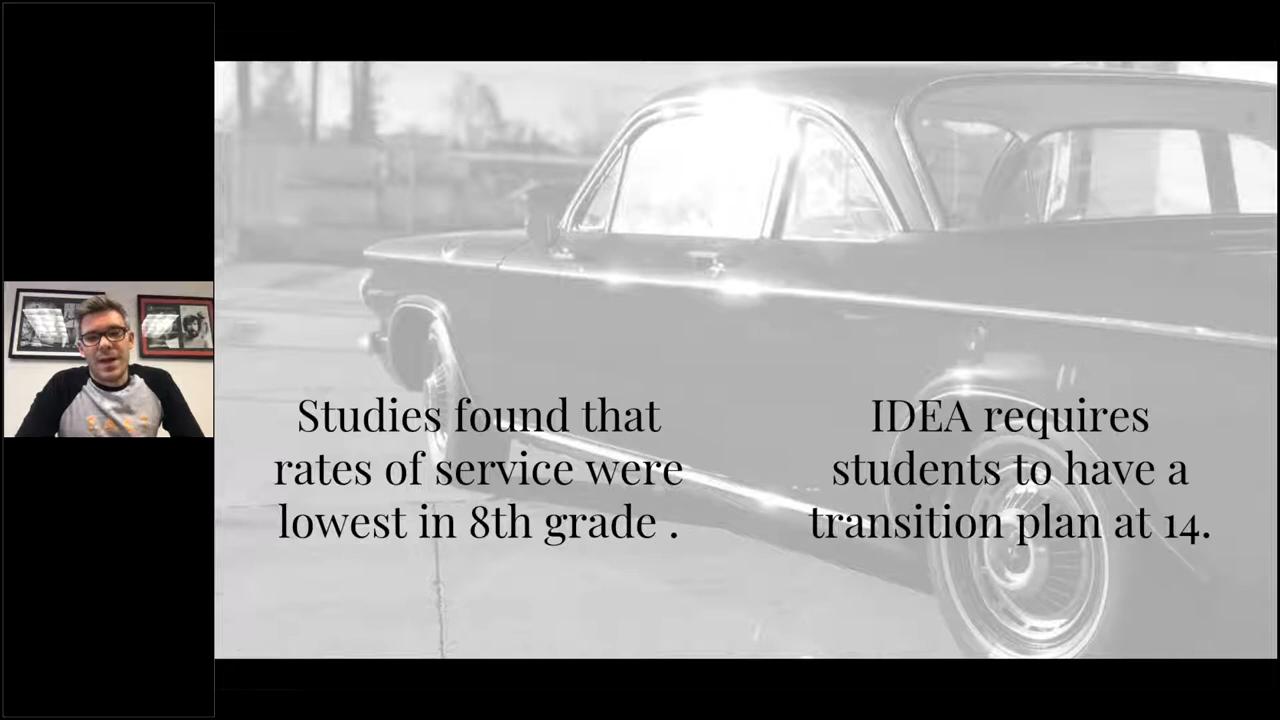 Studies found that
rates of service were
lowest in 8th grade .
IDEA requires
students to have a
transition plan at 14.